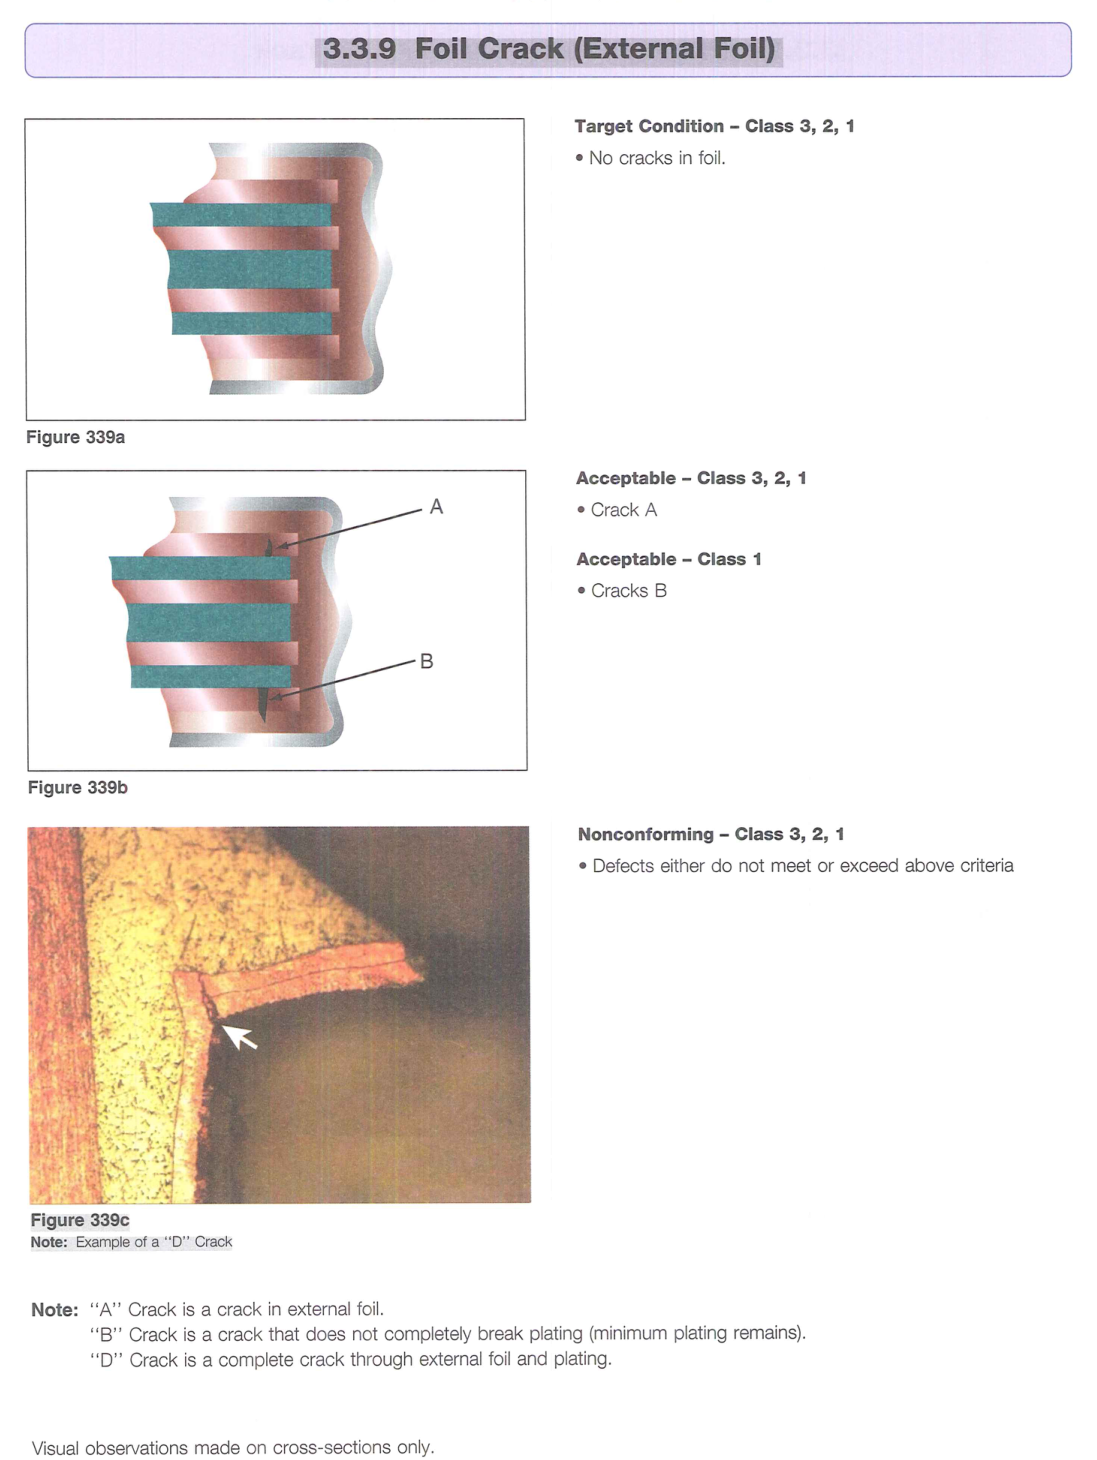 3.3.9 Foil Crack (External Foil)
Target Condition – Class 3, 2, 1
• No cracks in foil.
Figure 339a
A
B
Acceptable – Class 3, 2, 1
• Crack A
Acceptable – Class 1
• Cracks B
Figure 339b
Nonconforming – Class 3, 2, 1
• Defects either do not meet or exceed above criteria
Figure 339c
Note: Example of a ‘‘D’’ Crack
Note: ‘‘A’’ Crack is a crack in external foil.
‘‘B’’ Crack is a crack that does not completely break plating (minimum plating remains).
‘‘D’’ Crack is a complete crack through external foil and plating.
Visual observations made on cross-sections only.